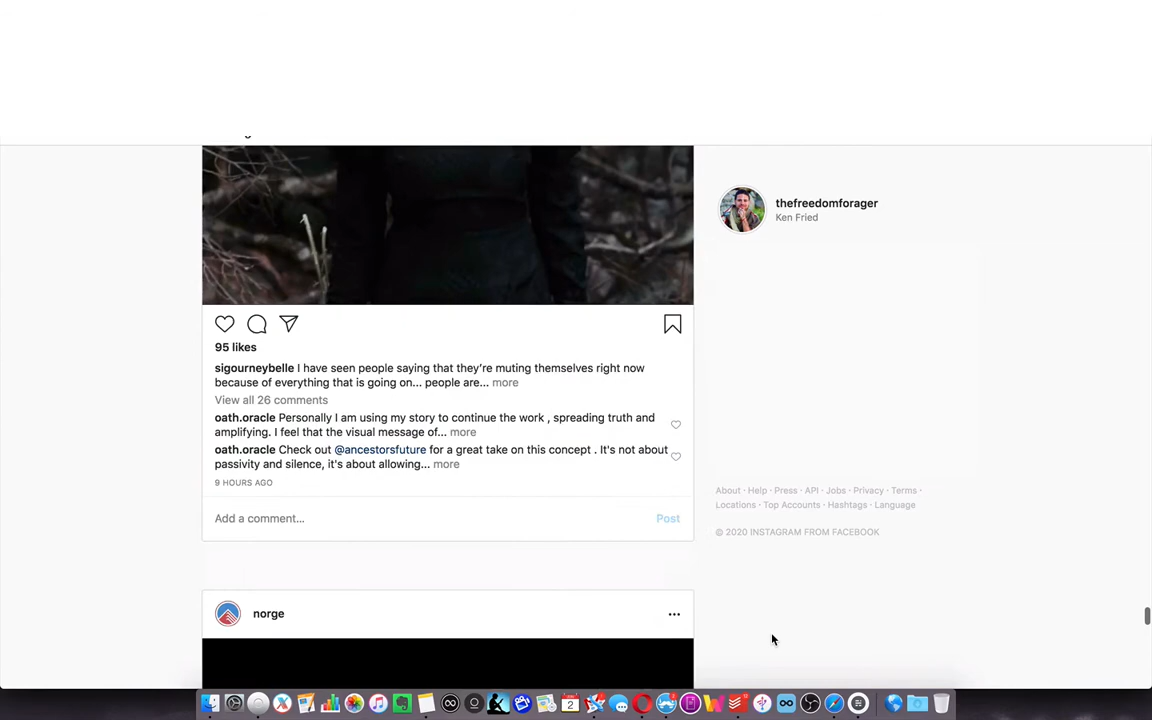 thefreedomforager
Ken Fried
95 likes
sigourneybelle I have seen people saying that they're muting themselves right now
because of everything that is going on... people are... more
View all 26 comments
oath.oracle Personally I am using my story to continue the work , spreading truth and
amplifying. I feel that the visual message of... more
oath.oracle Check out @ancestorsfuture for a great take on this concept . It's not about
passivity and silence, it's about allowing... more
9 HOURS AGO
Add a comment... Post
About · Help · Press · API · Jobs · Privacy · Terms ·
Locations · Top Accounts · Hashtags · Language
© 2020 INSTAGRAM FROM FACEBOOK
norge
2